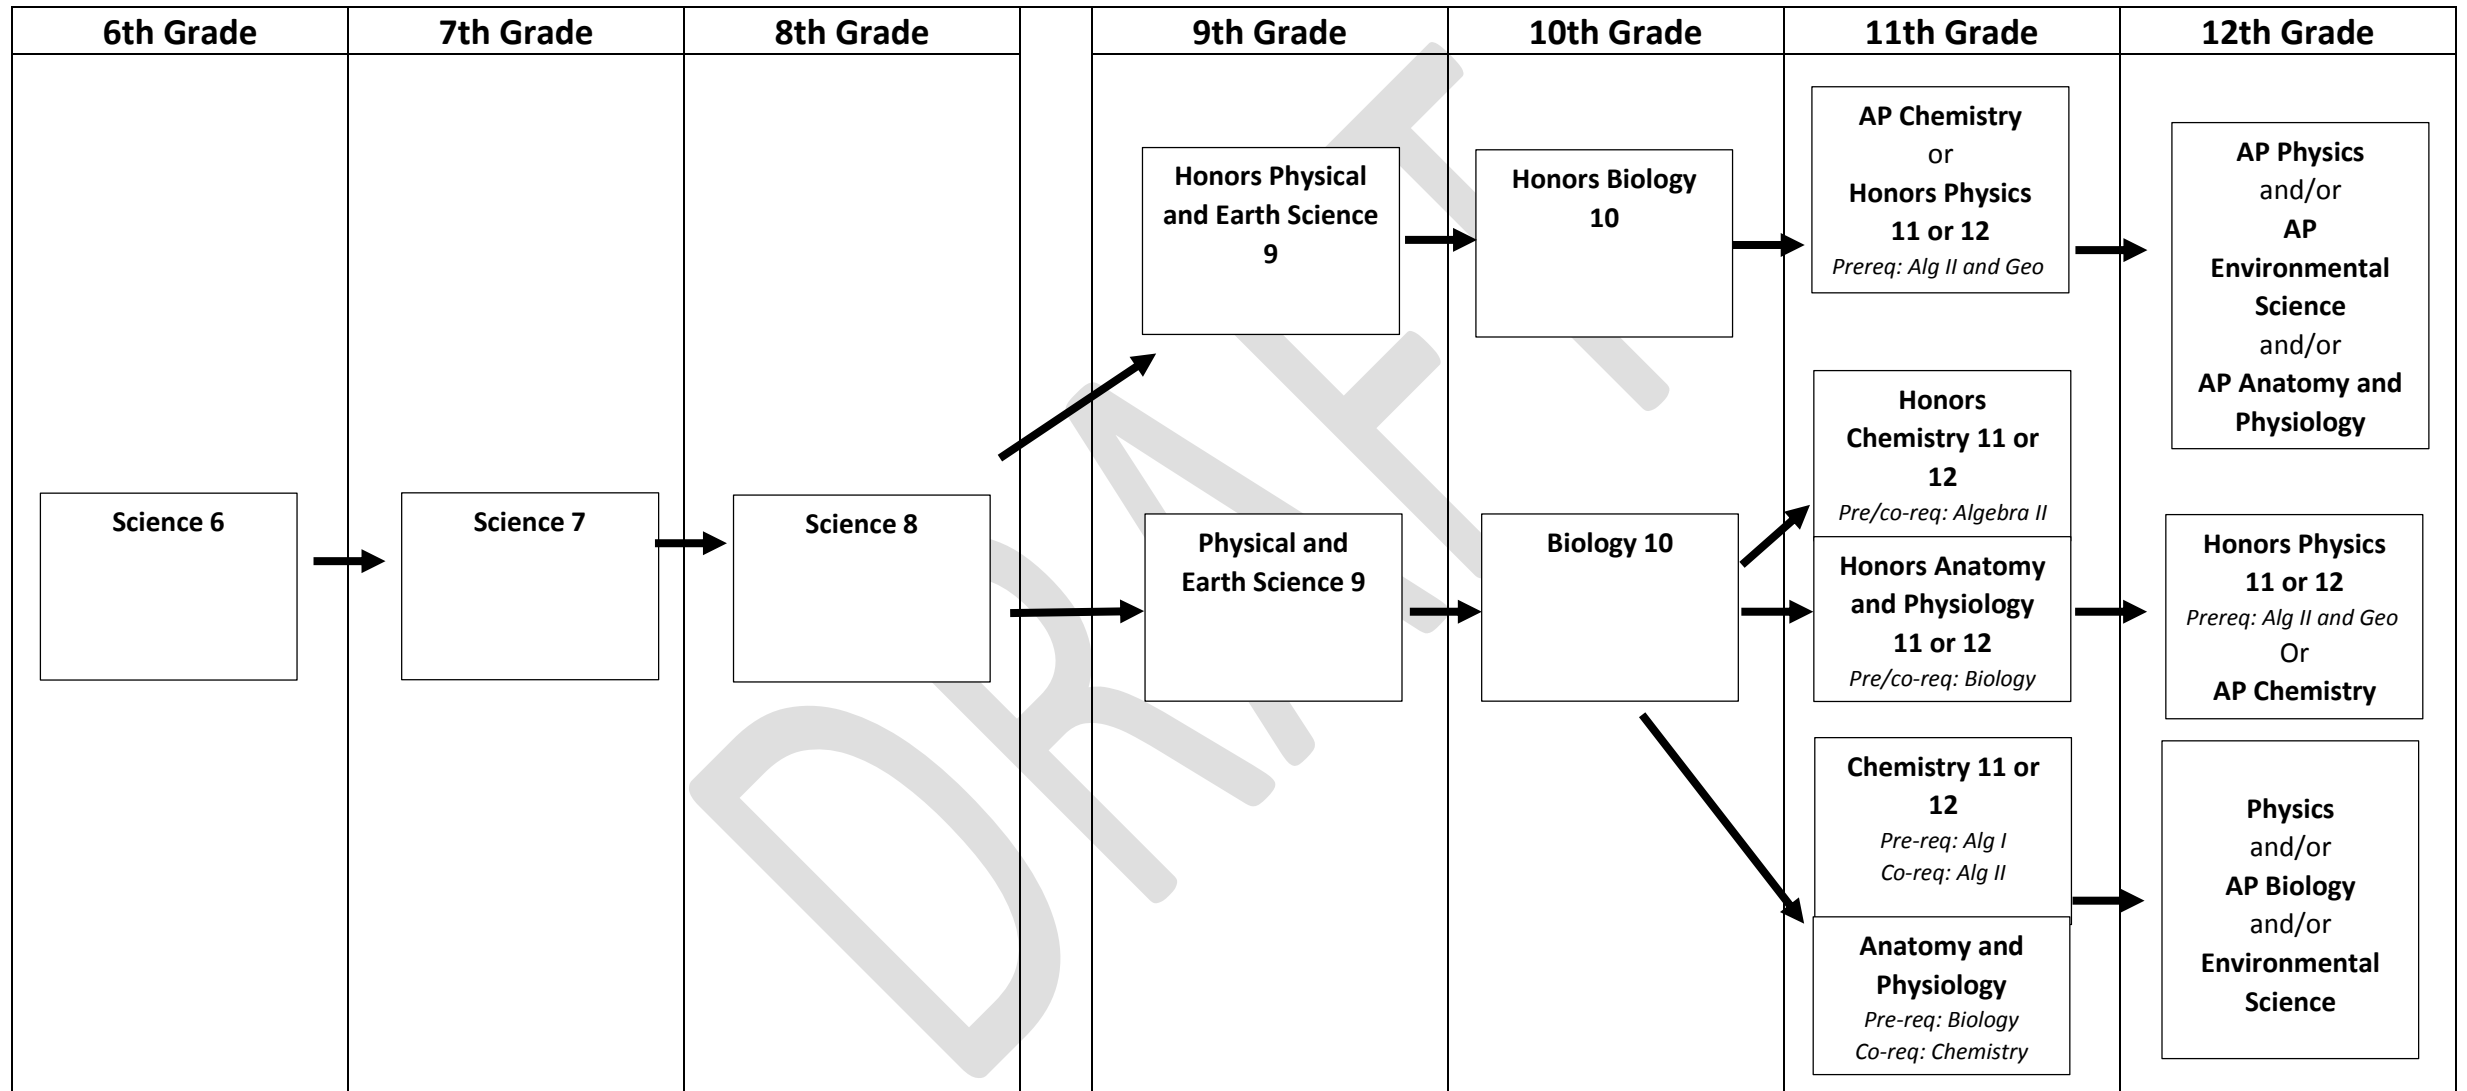 6th Grade
7th Grade
8th Grade
9th Grade
10th Grade
11th Grade
12th Grade
DRAFT
Science 6
Science 7
Science 8
Honors Physical
and Earth Science
9
Physical and
Earth Science 9
Honors Biology
10
Biology 10
AP Chemistry
or
Honors Physics
11 or 12
Prereq: Alg II and Geo
Honors
Chemistry 11 or
12
Pre/co-req: Algebra II
Honors Anatomy
and Physiology
11 or 12
Pre/co-req: Biology
Chemistry 11 or
12
Pre-req: Alg I
Co-req: Alg II
Anatomy and
Physiology
Pre-req: Biology
Co-req: Chemistry
AP Physics
and/or
AP
Environmental
Science
and/or
AP Anatomy and
Physiology
Honors Physics
11 or 12
Prereq: Alg II and Geo
Or
AP Chemistry
Physics
and/or
AP Biology
and/or
Environmental
Science